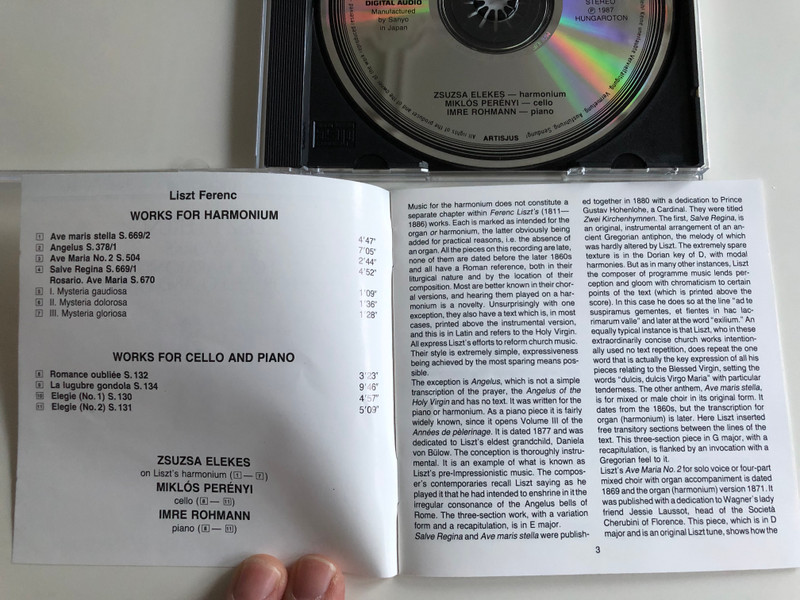 DIGITAL AUDIO
Manufactured
by Sanyo
in Japan
STEREO
Ⓟ 1987
HUNGAROTON
ZSUZSA ELEKES — harmonium
MIKLÓS PERÉNYI — cello
IMRE ROHMANN — piano
ARTISJUS
Liszt Ferenc
WORKS FOR HARMONIUM
1 Ave maris stella S.669/2 4'47"
2 Angelus S.378/1 7'05"
3 Ave Maria No. 2 S.504 2'44"
4 Salve Regina S.669/1 4'52"
Rosario. Ave Maria S.670
5 I. Mysteria gaudiosa 1'09"
6 II. Mysteria dolorosa 1'36"
7 III. Mysteria gloriosa 1'28"
WORKS FOR CELLO AND PIANO
8 Romance oubliée S.132 3'23"
9 La lugubre gondola S.134 9'46"
10 Elegie (No. 1) S.130 4'57"
11 Elegie (No. 2) S.131 5'09"
ZSUZSA ELEKES
on Liszt's harmonium (1 — 7)
MIKLÓS PERÉNYI
cello (8 — 11)
IMRE ROHMANN
piano (8 — 11)
Music for the harmonium does not constitute a
separate chapter within Ferenc Liszt's (1811—
1886) works. Each is marked as intended for the
organ or harmonium, the latter obviously being
added for practical reasons, i.e. the absence of
an organ. All the pieces on this recording are late,
none of them are dated before the later 1860s
and all have a Roman reference, both in their
liturgical nature and by the location of their
composition. Most are better known in their chor-
al versions, and hearing them played on a har-
monium is a novelty. Unsurprisingly with one
exception, they also have a text which is, in most
cases, printed above the instrumental version,
and this is in Latin and refers to the Holy Virgin.
All express Liszt's efforts to reform church music.
Their style is extremely simple, expressiveness
being achieved by the most sparing means pos-
sible.
The exception is Angelus, which is not a simple
transcription of the prayer, the Angelus of the
Holy Virgin and has no text. It was written for the
piano or harmonium. As a piano piece it is fairly
widely known, since it opens Volume III of the
Années de pèlerinage. It is dated 1877 and was
dedicated to Liszt's eldest grandchild, Daniela
von Bülow. The conception is thoroughly instru-
mental. It is an example of what is known as
Liszt's pre-Impressionistic music. The compos-
er's contemporaries recall Liszt saying as he
played it that he had intended to enshrine in it the
irregular consonance of the Angelus bells of
Rome. The three-section work, with a variation
form and a recapitulation, is in E major.
Salve Regina and Ave maris stella were publish-
ed together in 1880 with a dedication to Prince
Gustav Hohenlohe, a Cardinal. They were titled
Zwei Kirchenhymnen. The first, Salve Regina, is
an original, instrumental arrangement of an an-
cient Gregorian antiphon, the melody of which
was hardly altered by Liszt. The extremely spare
texture is in the Dorian key of D, with modal
harmonies. But as in many other instances, Liszt
the composer of programme music lends per-
ception and gloom with chromaticism to certain
points of the text (which is printed above the
score). In this case he does so at the line "ad te
suspiramus gementes, et flentes in hac lac-
rimarum valle" and later at the word "exilium." An
equally typical instance is that Liszt, who in these
extraordinarily concise church works intention-
ally used no text repetition, does repeat the one
word that is actually the key expression of all his
pieces relating to the Blessed Virgin, setting the
words "dulcis, dulcis Virgo Maria" with particular
tenderness. The other anthem, Ave maris stella,
is for mixed or male choir in its original form. It
dates from the 1860s, but the transcription for
organ (harmonium) is later. Here Liszt inserted
free transitory sections between the lines of the
text. This three-section piece in G major, with a
recapitulation, is flanked by an invocation with a
Gregorian feel to it.
Liszt's Ave Maria No. 2 for solo voice or four-part
mixed choir with organ accompaniment is dated
1869 and the organ (harmonium) version 1871. It
was published with a dedication to Wagner's lady
friend Jessie Laussot, head of the Società
Cherubini of Florence. This piece, which is in D
major and is an original Liszt tune, shows how the
3